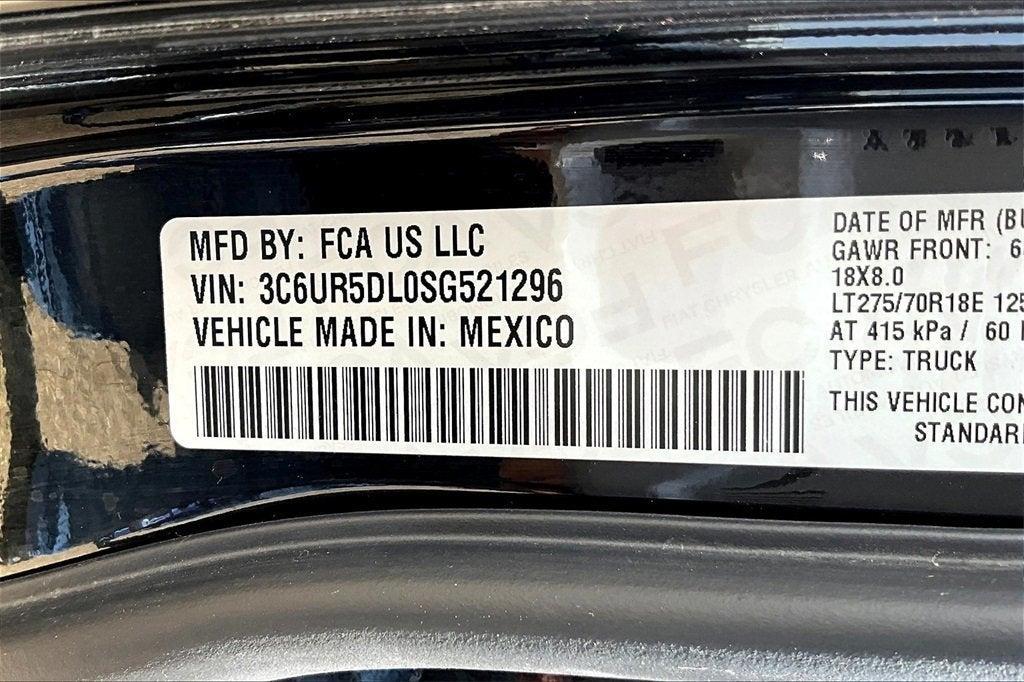 MFD BY: FCA US LLC
VIN: 3C6UR5DL0SG521296
VEHICLE MADE IN: MEXICO
DATE OF MFR
GAWR FRONT:
18X8.0
LT275/70R18E
AT 415 kPa / 60
TYPE: TRUCK
THIS VEHICLE